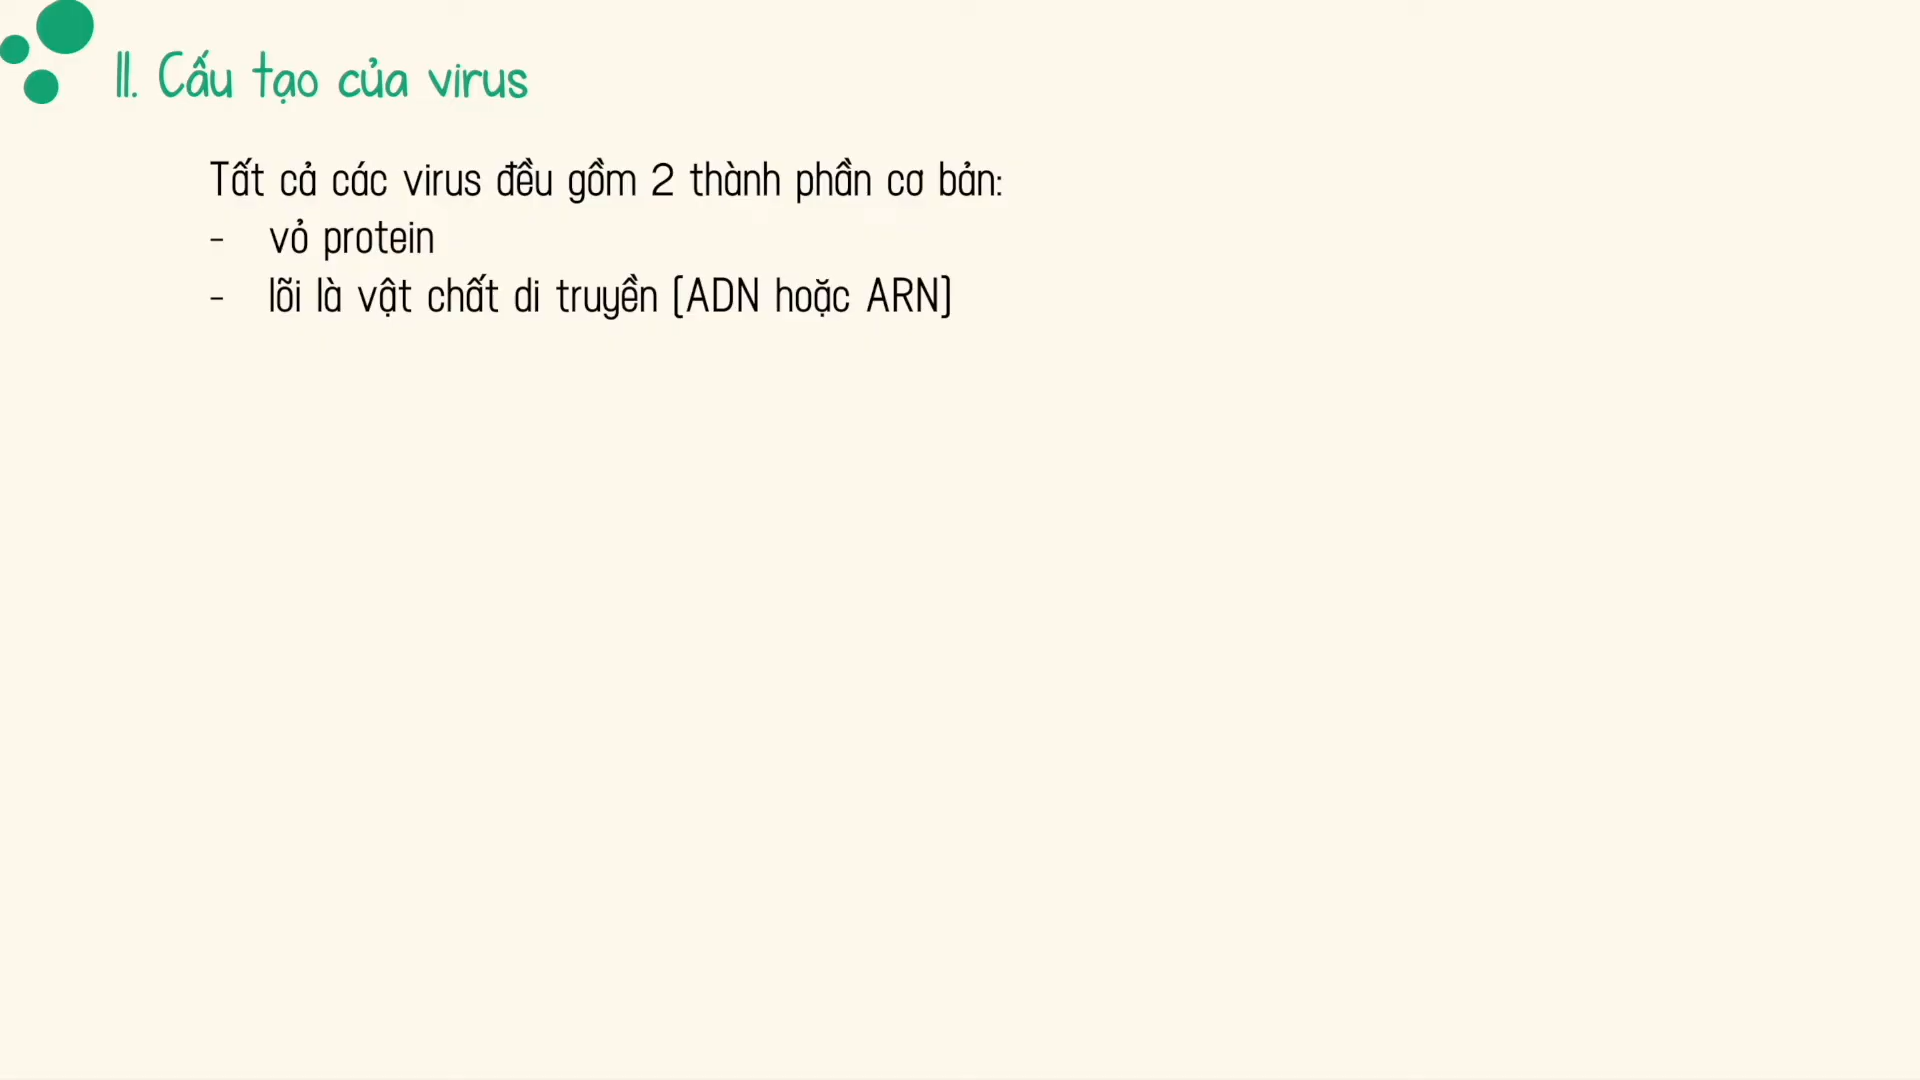 II. Cấu tạo của virus
Tất cả các virus đều gồm 2 thành phần cơ bản:
- vỏ protein
- lõi là vật chất di truyền (ADN hoặc ARN)